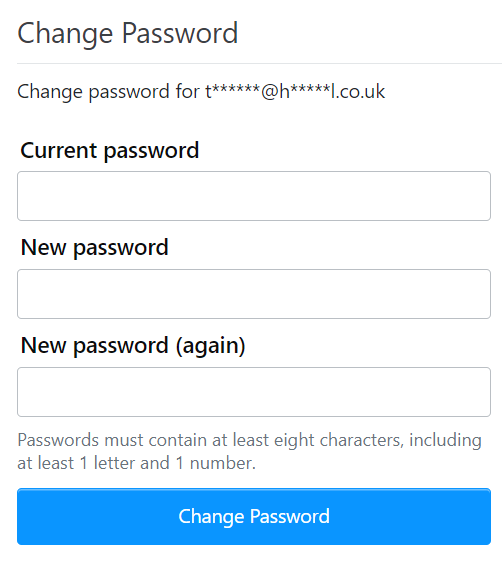 Change Password
Change password for t******@h*****l.co.uk
Current password
New password
New password (again)
Passwords must contain at least eight characters, including
at least 1 letter and 1 number.
Change Password